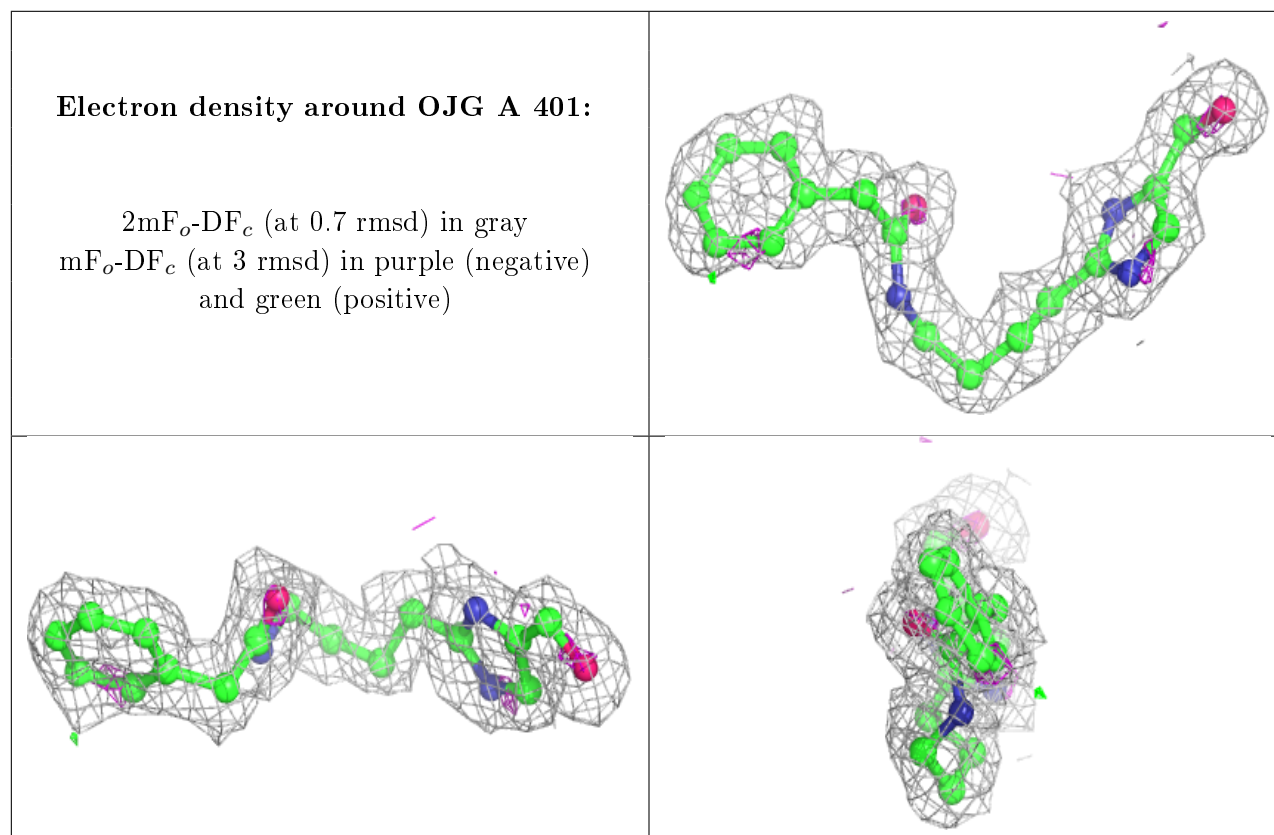 Electron density around OJG A 401:
2mFo-DFc (at 0.7 rmsd) in gray
mFo-DFc (at 3 rmsd) in purple (negative)
and green (positive)